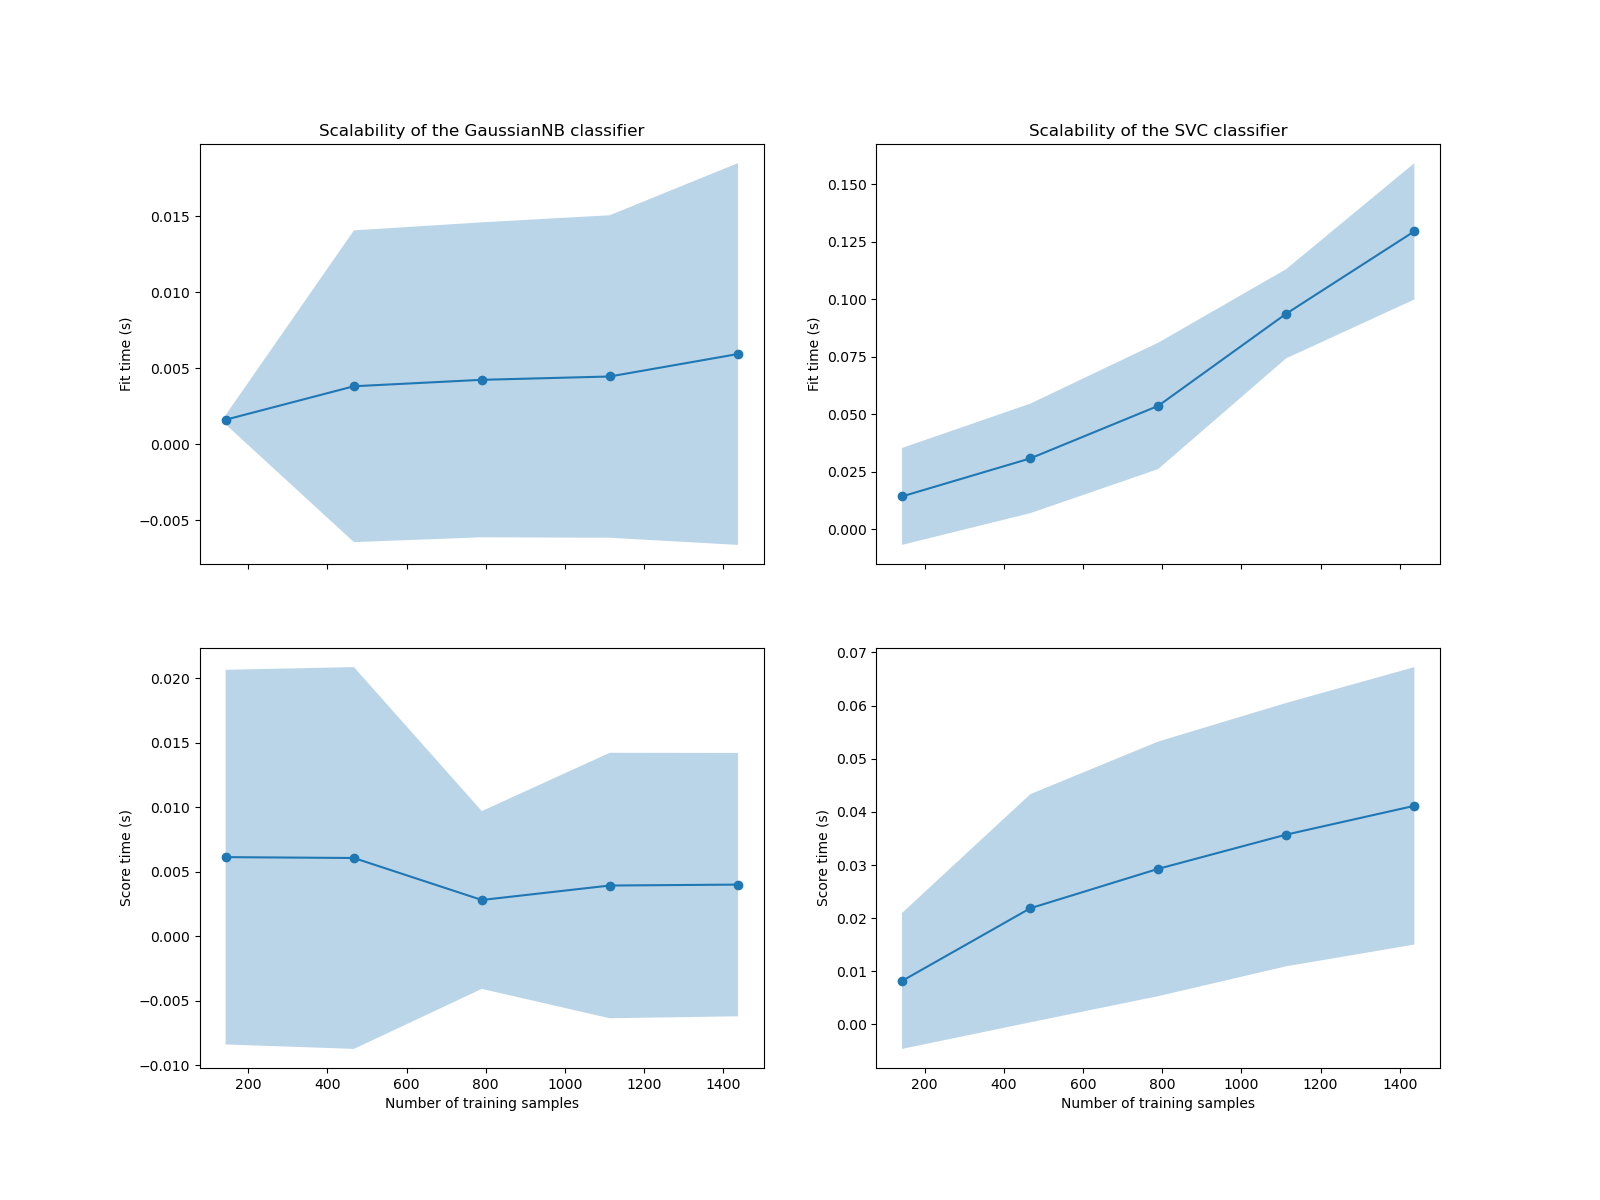 Scalability of the GaussianNB classifier
Fit time (s)
0.015
0.010
0.005
0.000
−0.005
Scalability of the SVC classifier
Fit time (s)
0.150
0.125
0.100
0.075
0.050
0.025
0.000
Score time (s)
0.020
0.015
0.010
0.005
0.000
−0.005
−0.010
200 400 600 800 1000 1200 1400
Number of training samples
Score time (s)
0.07
0.06
0.05
0.04
0.03
0.02
0.01
0.00
200 400 600 800 1000 1200 1400
Number of training samples